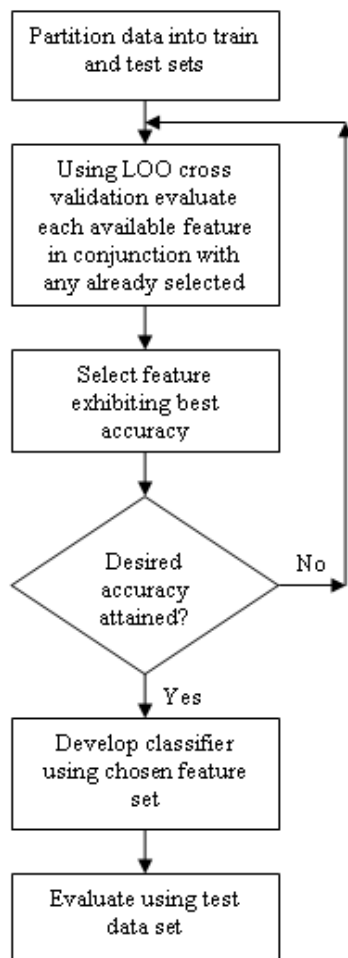 Partition data into train
and test sets
Using LOO cross
validation evaluate
each available feature
in conjunction with
any already selected
Select feature
exhibiting best
accuracy
Desired
accuracy
attained?
No
Yes
Develop classifier
using chosen feature
set
Evaluate using test
data set